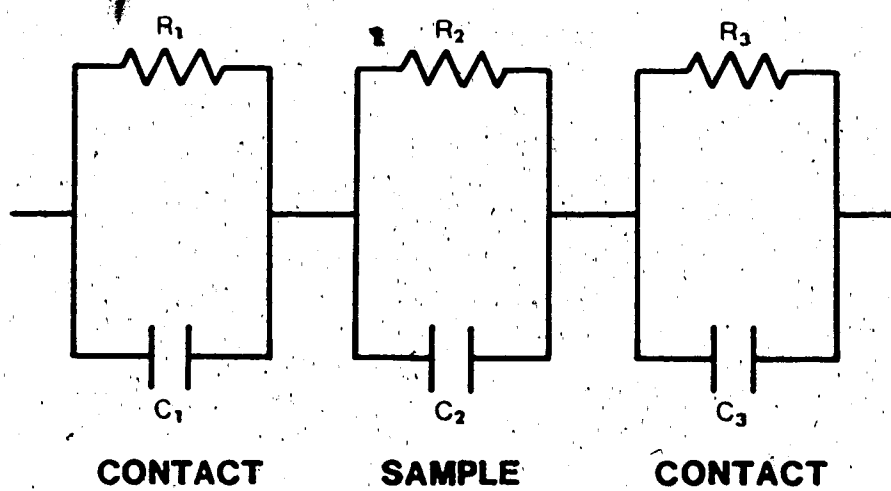 R₁ R₂ R₃
C₁ C₂ C₃
CONTACT SAMPLE CONTACT